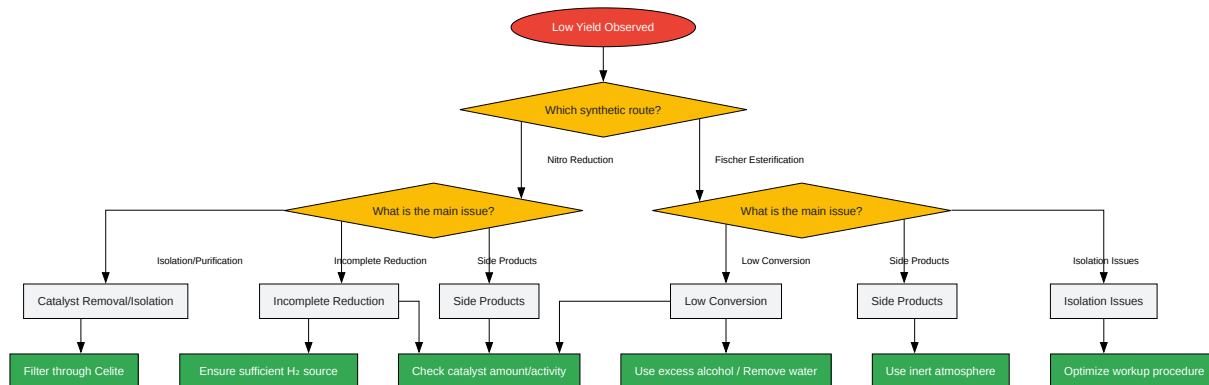 Low Yield Observed
Which synthetic route?
Nitro Reduction
Fischer Esterification
What is the main issue?
What is the main issue?
Isolation/Purification
Incomplete Reduction
Side Products
Low Conversion
Side Products
Isolation Issues
Catalyst Removal/Isolation
Incomplete Reduction
Side Products
Low Conversion
Side Products
Isolation Issues
Filter through Celite
Ensure sufficient H₂ source
Check catalyst amount/activity
Use excess alcohol / Remove water
Use inert atmosphere
Optimize workup procedure